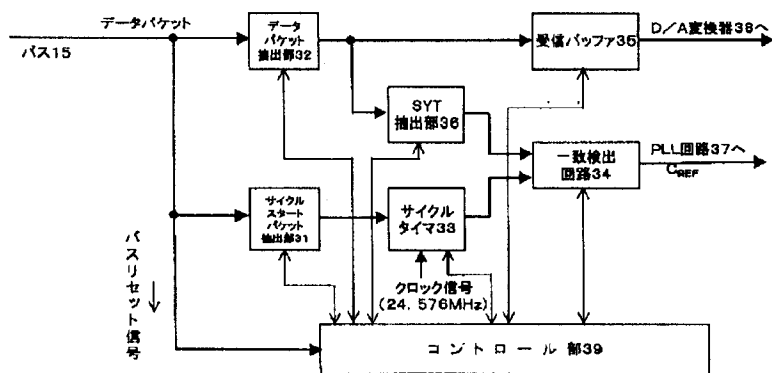 データパケット
バス15
データ
パケット
抽出部32
受信バッファ35
D/A変換器38へ
SYT
抽出部36
一致検出
回路34
PLL回路37へ
CREF
サイクル
スタート
パケット
抽出部31
サイクル
タイマ33
クロック信号
(24, 576MHz)
バスリセット信号
コントロール部39